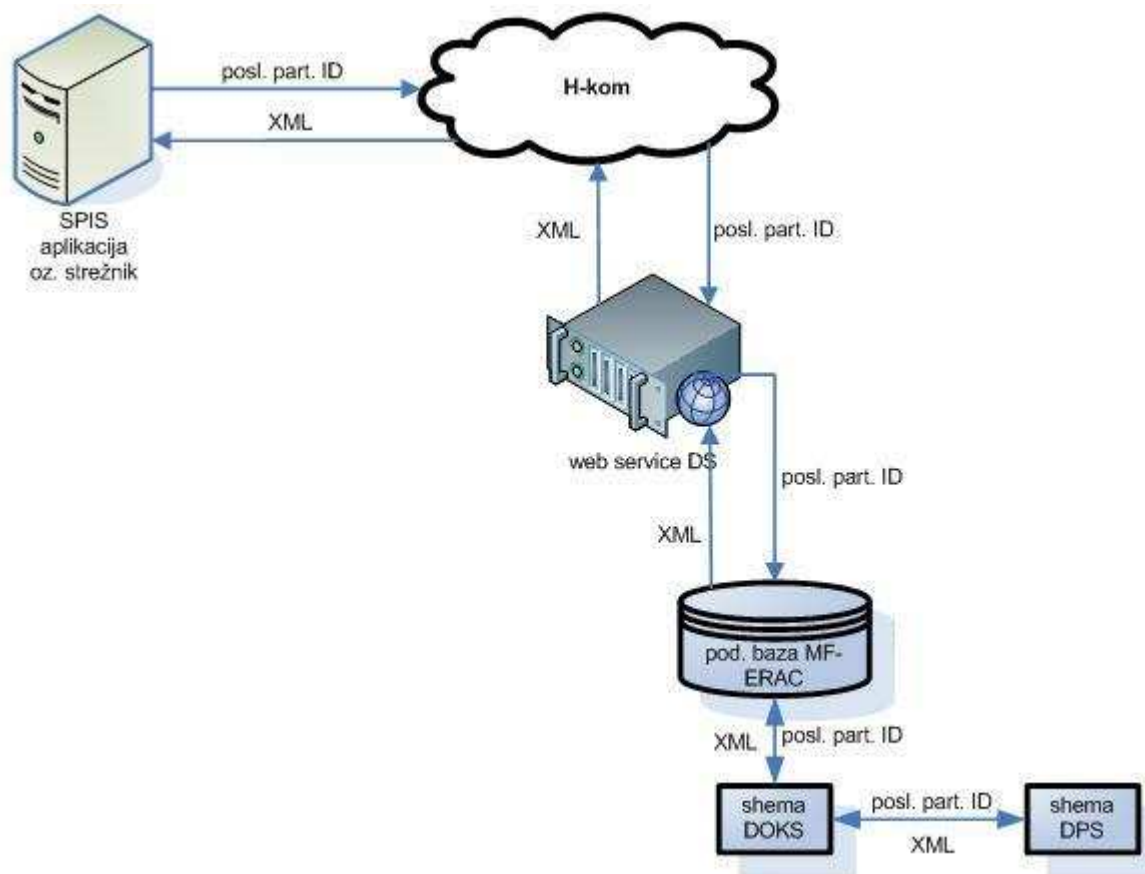 posl. part. ID
H-kom
XML
SPIS
aplikacija
oz. strežnik
XML
posl. part. ID
web service DS
posl. part. ID
XML
pod. baza MF-
ERAC
XML
posl. part. ID
shema
DOKS
posl. part. ID
XML
shema
DPS